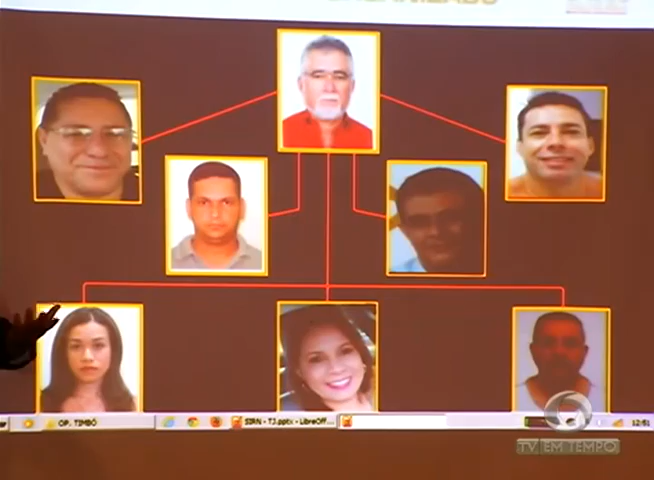 OP. TIMBÓ
SIRN - TJ.pptx - LibreOff...
12:51
TV EM TEMPO